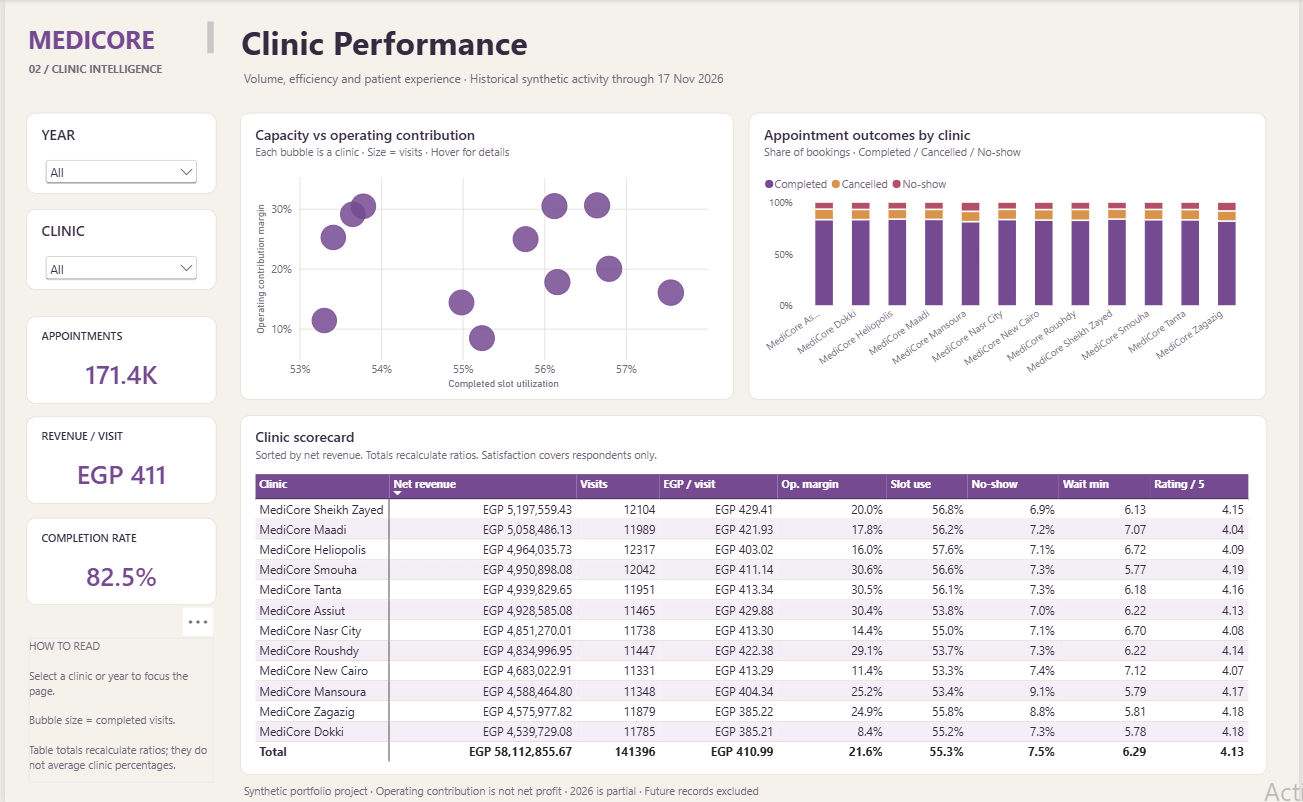 MEDICORE
02 / CLINIC INTELLIGENCE
Clinic Performance
Volume, efficiency and patient experience · Historical synthetic activity through 17 Nov 2026
YEAR
All
CLINIC
All
APPOINTMENTS
171.4K
REVENUE / VISIT
EGP 411
COMPLETION RATE
82.5%
HOW TO READ
Select a clinic or year to focus the
page.
Bubble size = completed visits.
Table totals recalculate ratios; they do
not average clinic percentages.
Capacity vs operating contribution
Each bubble is a clinic · Size = visits · Hover for details
Operating contribution margin
30%
20%
10%
53% 54% 55% 56% 57%
Completed slot utilization
Appointment outcomes by clinic
Share of bookings · Completed / Cancelled / No-show
Completed Cancelled No-show
100%
50%
0%
MediCore As...
MediCore Dokki
MediCore Heliopolis
MediCore Maadi
MediCore Mansoura
MediCore Nasr City
MediCore New Cairo
MediCore Roushdy
MediCore Sheikh Zayed
MediCore Smouha
MediCore Tanta
MediCore Zagazig
Clinic scorecard
Sorted by net revenue. Totals recalculate ratios. Satisfaction covers respondents only.
Clinic Net revenue Visits EGP / visit Op. margin Slot use No-show Wait min Rating / 5
MediCore Sheikh Zayed EGP 5,197,559.43 12104 EGP 429.41 20.0% 56.8% 6.9% 6.13 4.15
MediCore Maadi EGP 5,058,486.13 11989 EGP 421.93 17.8% 56.2% 7.2% 7.07 4.04
MediCore Heliopolis EGP 4,964,035.73 12317 EGP 403.02 16.0% 57.6% 7.1% 6.72 4.09
MediCore Smouha EGP 4,950,898.08 12042 EGP 411.14 30.6% 56.6% 7.3% 5.77 4.19
MediCore Tanta EGP 4,939,829.65 11951 EGP 413.34 30.5% 56.1% 7.3% 6.18 4.16
MediCore Assiut EGP 4,928,585.08 11465 EGP 429.88 30.4% 53.8% 7.0% 6.22 4.13
MediCore Nasr City EGP 4,851,270.01 11738 EGP 413.30 14.4% 55.0% 7.1% 6.70 4.08
MediCore Roushdy EGP 4,834,996.95 11447 EGP 422.38 29.1% 53.7% 7.3% 6.22 4.14
MediCore New Cairo EGP 4,683,022.91 11331 EGP 413.29 11.4% 53.3% 7.4% 7.12 4.07
MediCore Mansoura EGP 4,588,464.80 11348 EGP 404.34 25.2% 53.4% 9.1% 5.79 4.17
MediCore Zagazig EGP 4,575,977.82 11879 EGP 385.22 24.9% 55.8% 8.8% 5.81 4.18
MediCore Dokki EGP 4,539,729.08 11785 EGP 385.21 8.4% 55.2% 7.3% 5.78 4.18
Total EGP 58,112,855.67 141396 EGP 410.99 21.6% 55.3% 7.5% 6.29 4.13
Synthetic portfolio project · Operating contribution is not net profit · 2026 is partial · Future records excluded
Acti